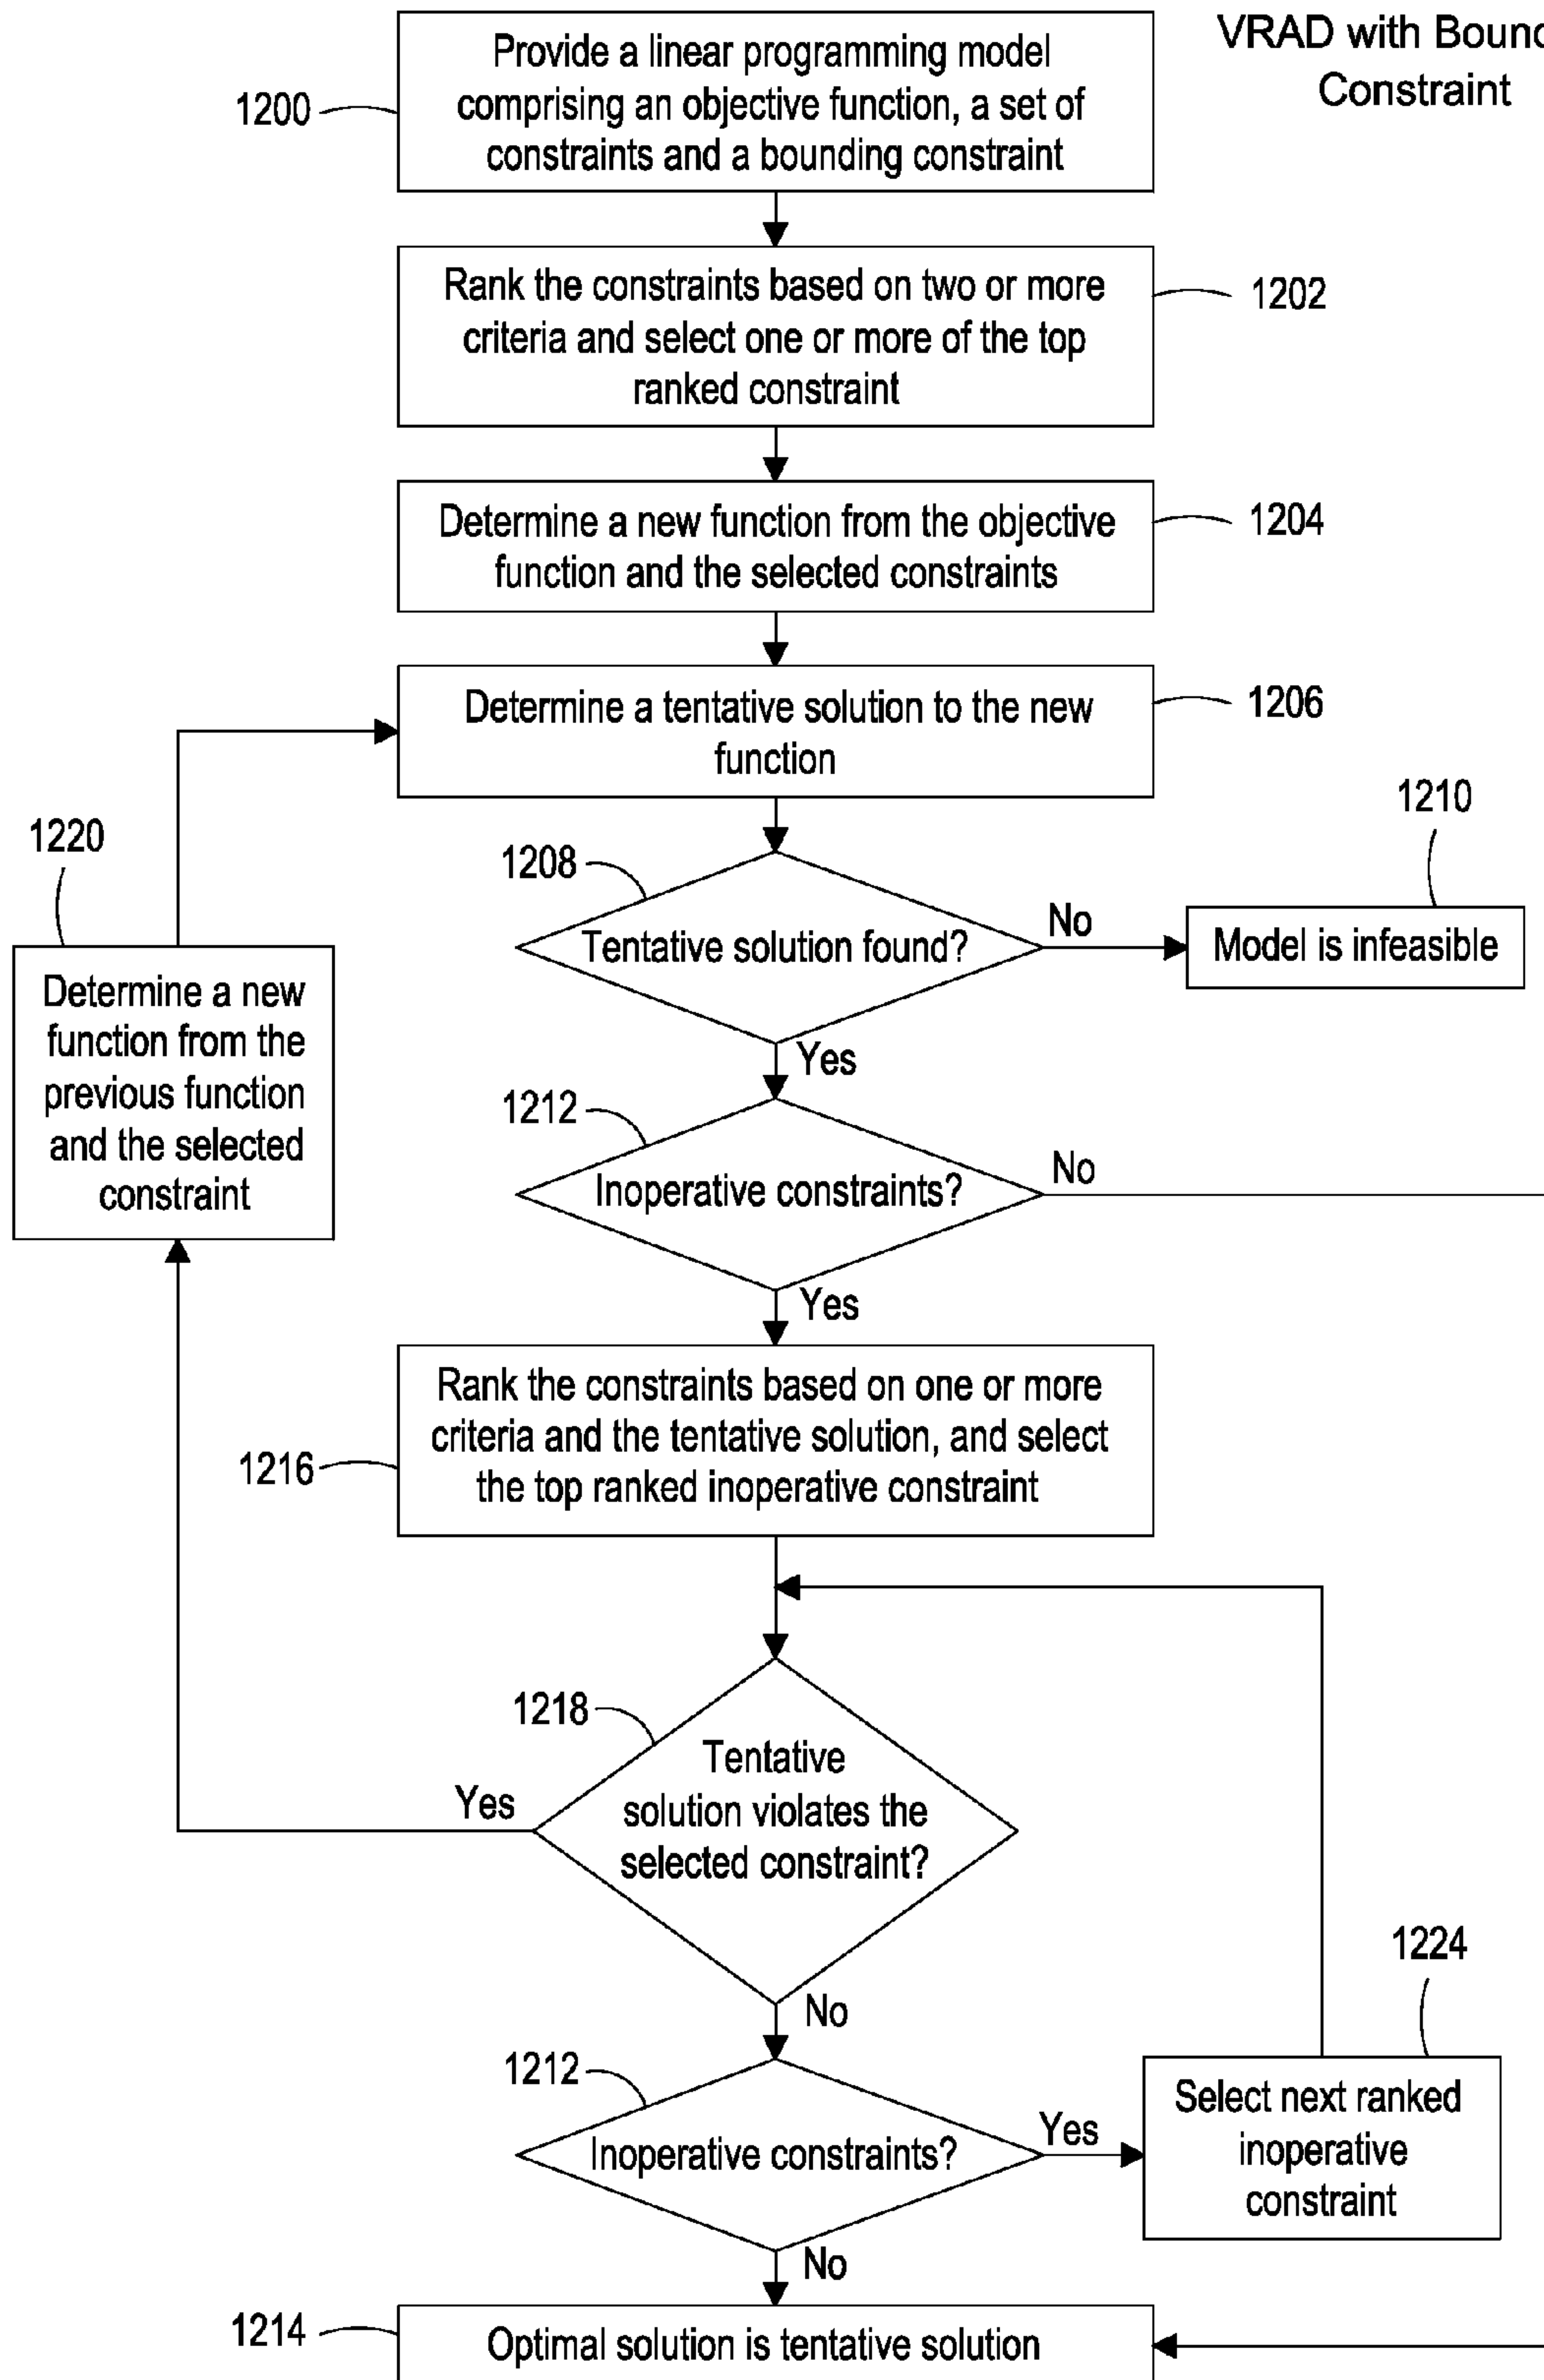 VRAD with Bound
Constraint
Provide a linear programming model
comprising an objective function, a set of
constraints and a bounding constraint
1200
Rank the constraints based on two or more
criteria and select one or more of the top
ranked constraint
1202
Determine a new function from the objective
function and the selected constraints
1204
Determine a tentative solution to the new
function
1206
1208
Tentative solution found?
No
1210
Model is infeasible
Yes
1220
Determine a new
function from the
previous function
and the selected
constraint
1212
Inoperative constraints?
No
Yes
Rank the constraints based on one or more
criteria and the tentative solution, and select
the top ranked inoperative constraint
1216
1218
Tentative
solution violates the
selected constraint?
Yes
No
1212
Inoperative constraints?
Yes
1224
Select next ranked
inoperative
constraint
No
1214
Optimal solution is tentative solution